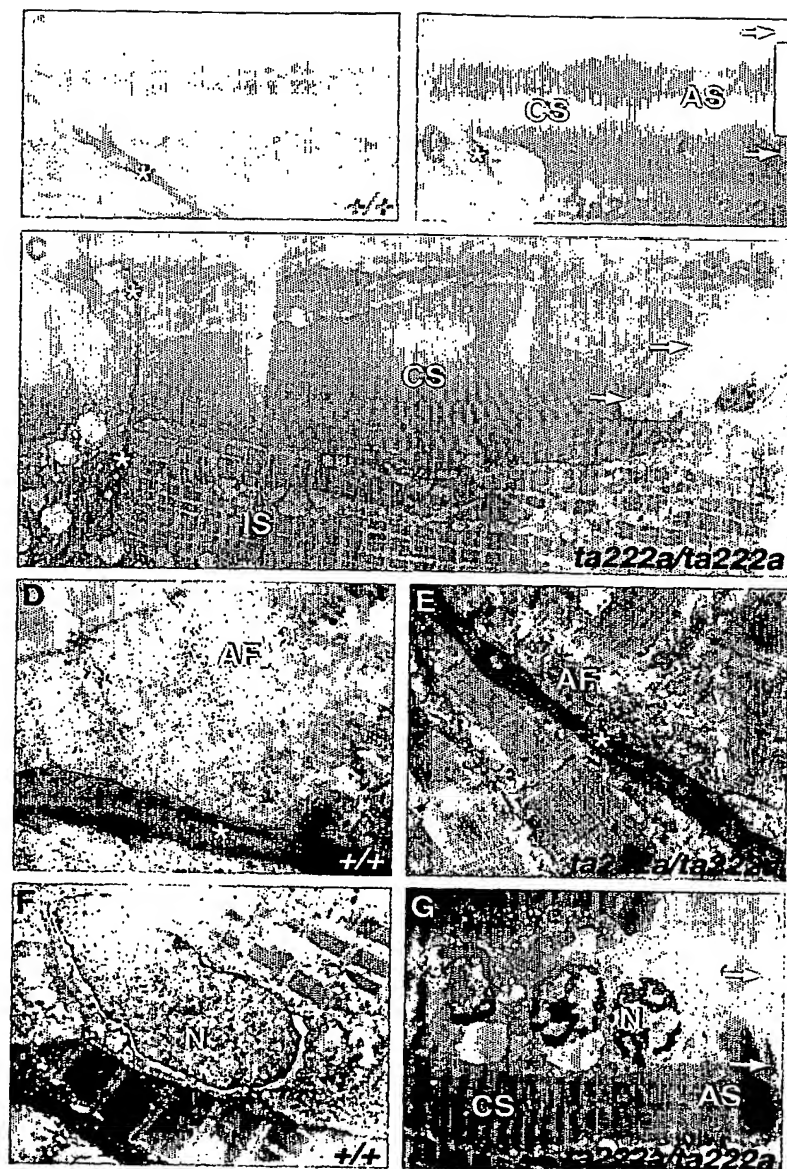 +/+
CS AS
C
CS
IS
ta222a/ta222a
D
AF
+/+
E
AF
F
N
+/+
G
N
CS AS